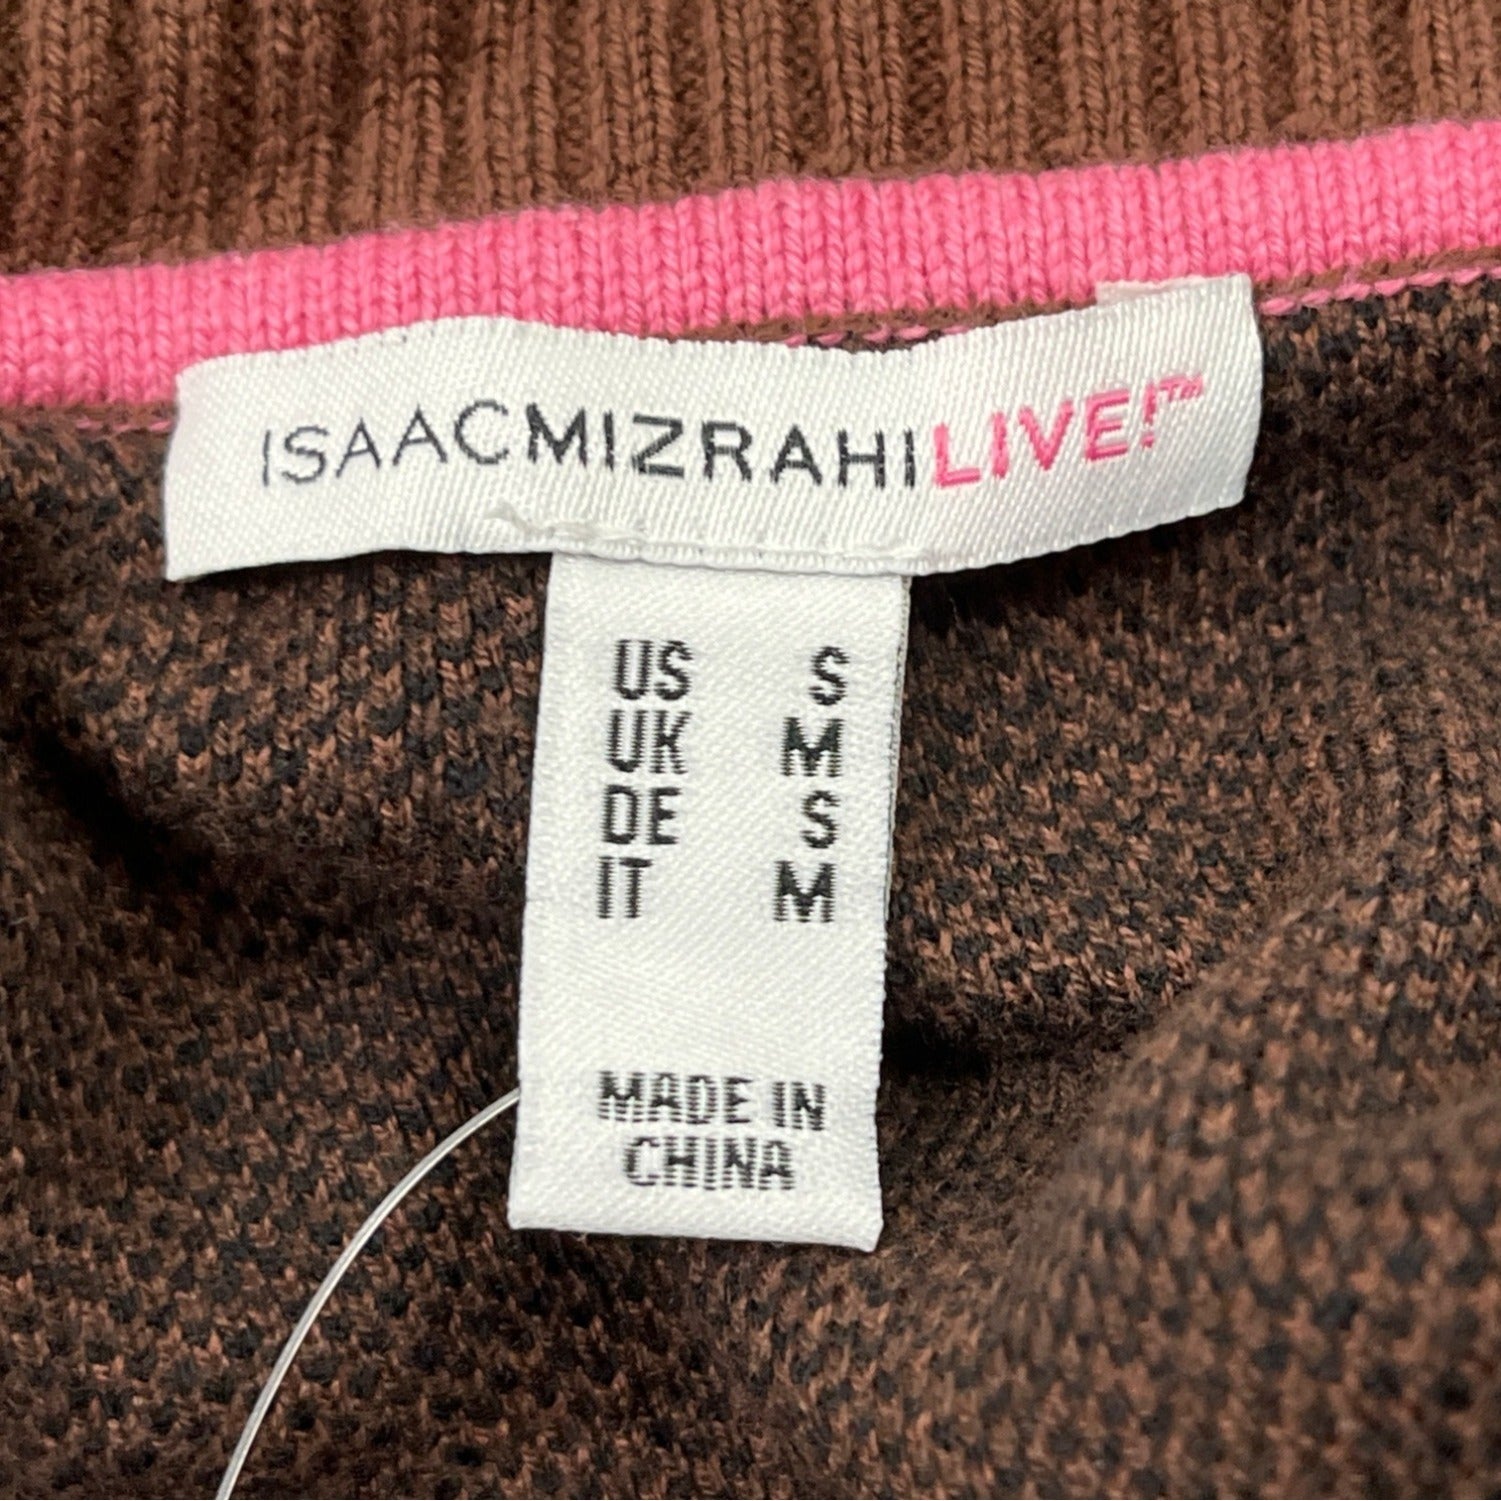 ISAACMIZRAHILIVE!™
US S
UK M
DE S
IT M
MADE IN
CHINA